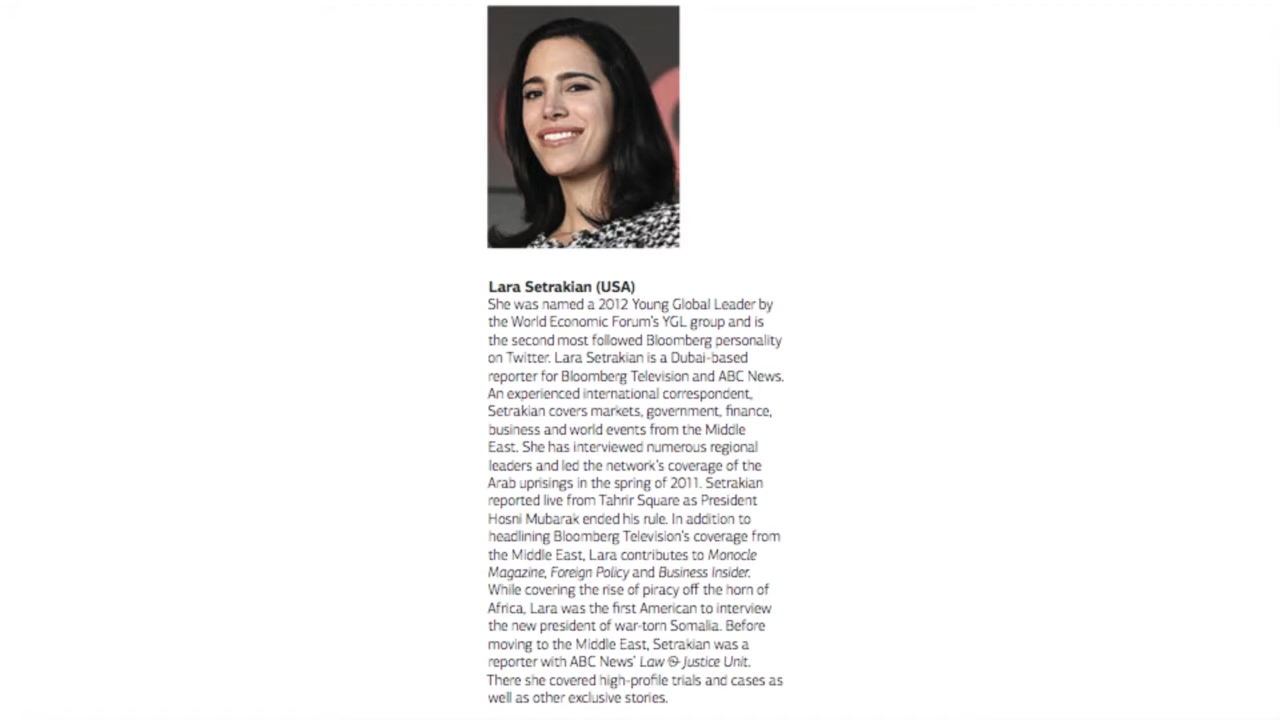 Lara Setrakian (USA)
She was named a 2012 Young Global Leader by
the World Economic Forum's YGL group and is
the second most followed Bloomberg personality
on Twitter. Lara Setrakian is a Dubai-based
reporter for Bloomberg Television and ABC News.
An experienced international correspondent,
Setrakian covers markets, government, finance,
business and world events from the Middle
East. She has interviewed numerous regional
leaders and led the network's coverage of the
Arab uprisings in the spring of 2011. Setrakian
reported live from Tahrir Square as President
Hosni Mubarak ended his rule. In addition to
headlining Bloomberg Television's coverage from
the Middle East, Lara contributes to Monocle
Magazine, Foreign Policy and Business Insider.
While covering the rise of piracy off the horn of
Africa, Lara was the first American to interview
the new president of war-torn Somalia. Before
moving to the Middle East, Setrakian was a
reporter with ABC News' Law & Justice Unit.
There she covered high-profile trials and cases as
well as other exclusive stories.